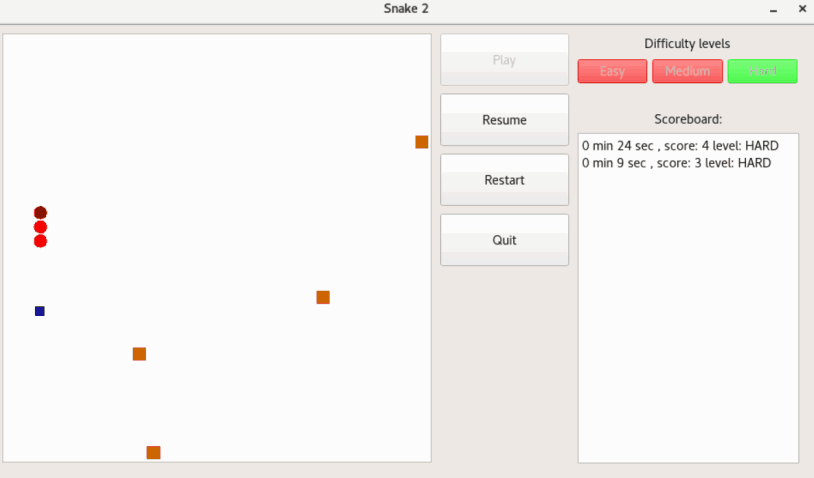 Snake 2
Play
Resume
Restart
Quit
Difficulty levels
Easy
Medium
Hard
Scoreboard:
0 min 24 sec , score: 4 level: HARD
0 min 9 sec , score: 3 level: HARD